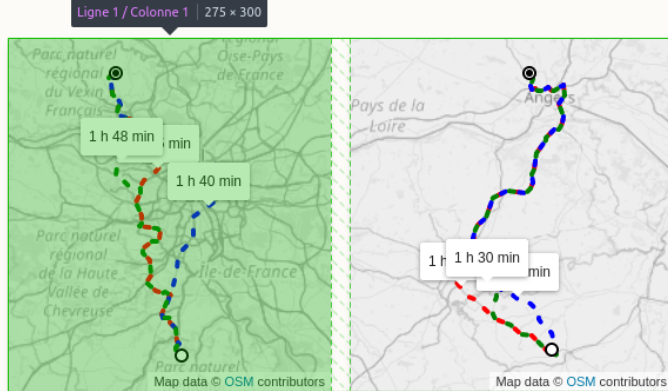 Ligne 1 / Colonne 1 | 275 × 300
Parc naturel
régional
du Vexin
Français
Oise-Pays
de France
1 h 48 min
min
1 h 40 min
Parc naturel
régional
de la Haute
Vallée de
Chevreuse
Île-de-France
Parc naturel
Map data © OSM contributors
Angers
Pays de la
Loire
1 h
1 h 30 min
min
Map data © OSM contributors